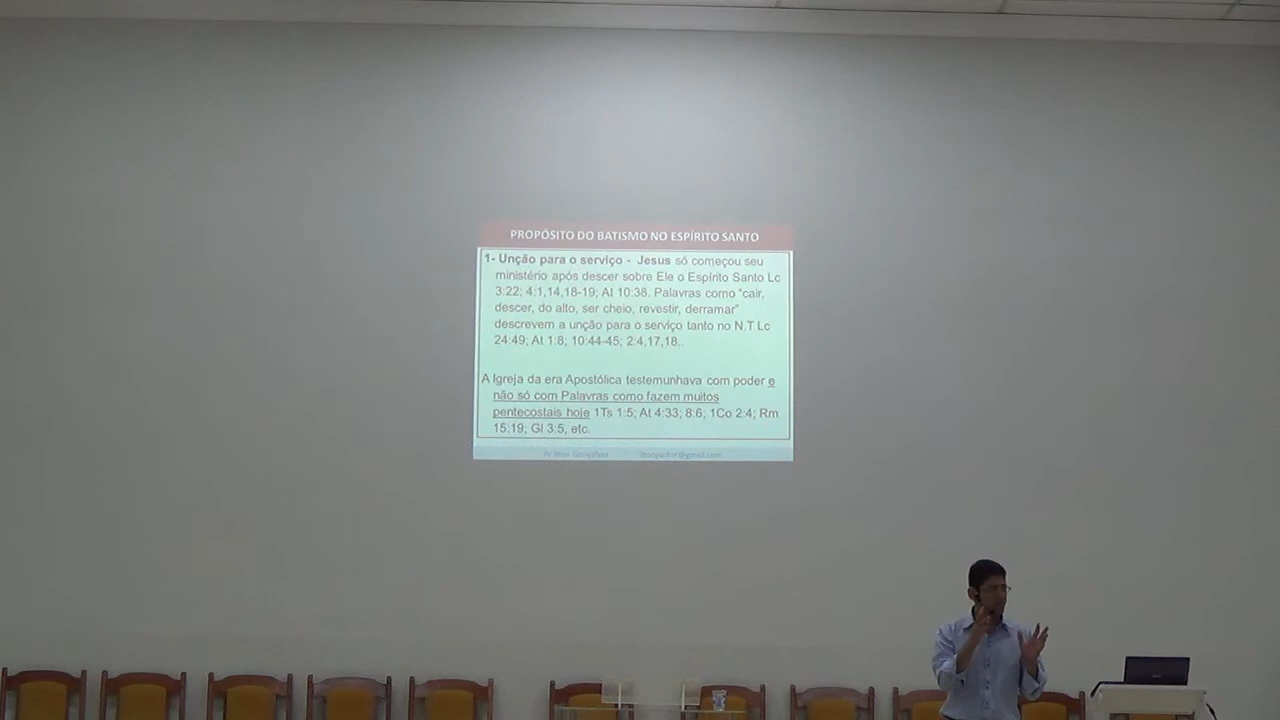 PROPÓSITO DO BATISMO NO ESPÍRITO SANTO
1- Unção para o serviço - Jesus só começou seu
ministério após descer sobre Ele o Espírito Santo Lc
3:22; 4:1,14,18-19; At 10:38. Palavras como "cair,
descer, do alto, ser cheio, revestir, derramar"
descrevem a unção para o serviço tanto no N.T Lc
24:49; At 1:8; 10:44-45; 2:4,17,18..
A Igreja da era Apostólica testemunhava com poder e
não só com Palavras como fazem muitos
pentecostais hoje 1Ts 1:5; At 4:33; 8:6; 1Co 2:4; Rm
15:19; Gl 3:5, etc.
Pr Gonçalves